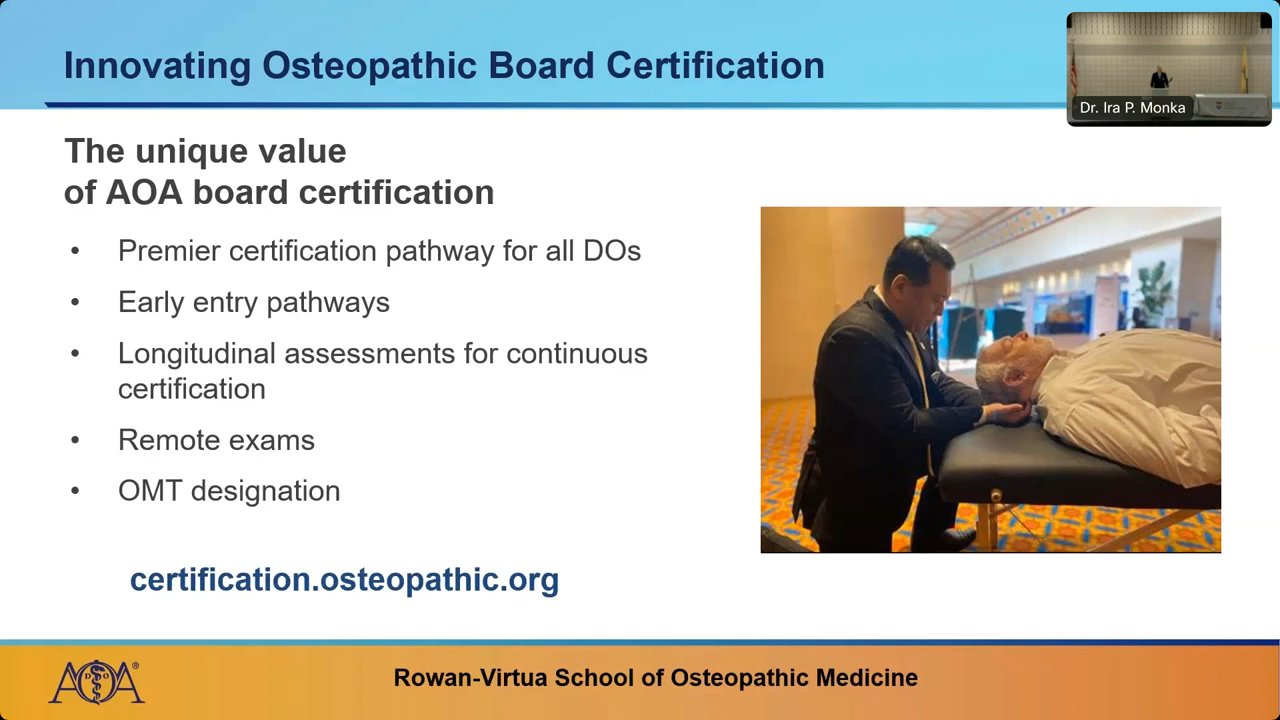 Innovating Osteopathic Board Certification
Dr. Ira P. Monka
The unique value
of AOA board certification
• Premier certification pathway for all DOs
• Early entry pathways
• Longitudinal assessments for continuous
certification
• Remote exams
• OMT designation
certification.osteopathic.org
AOA®
DO
Rowan-Virtua School of Osteopathic Medicine